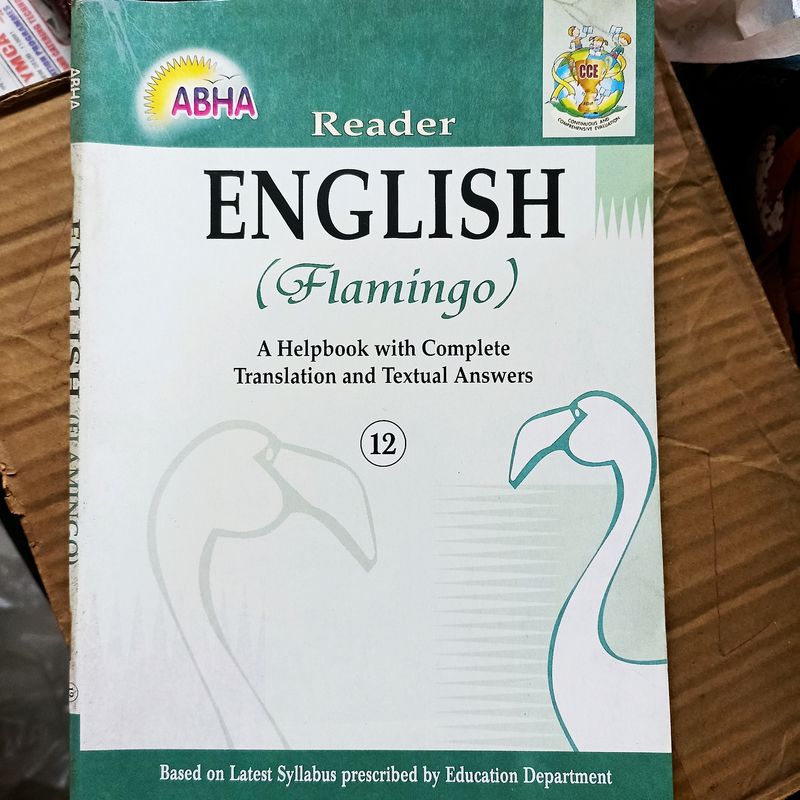 ABHA
Reader
CCE
CONTINUOUS AND
COMPREHENSIVE EVALUATION
ENGLISH
(Flamingo)
A Helpbook with Complete
Translation and Textual Answers
12
Based on Latest Syllabus prescribed by Education Department
ABHA
ENGLISH (FLAMINGO)
YMCA